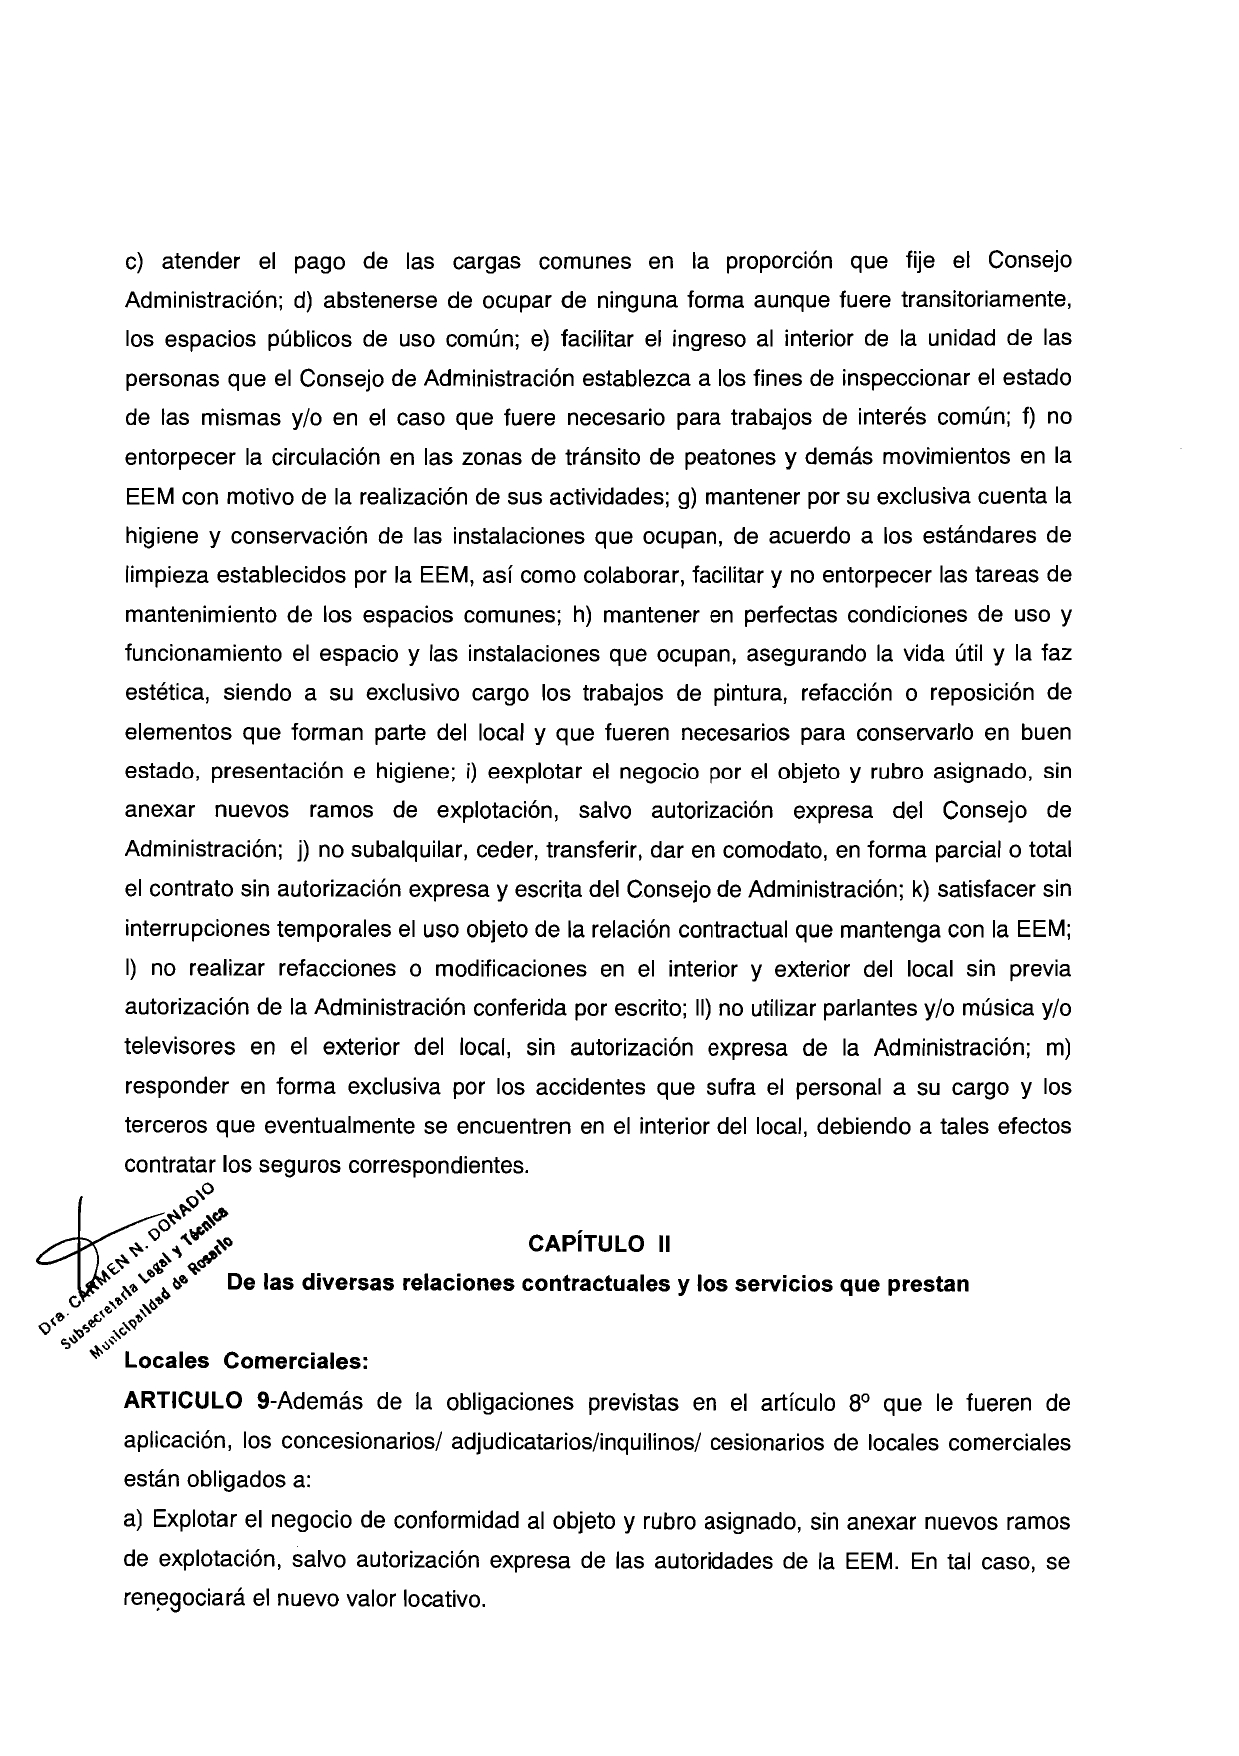 c) atender el pago de las cargas comunes en la proporción que fije el Consejo
Administración; d) abstenerse de ocupar de ninguna forma aunque fuere transitoriamente,
los espacios públicos de uso común; e) facilitar el ingreso al interior de la unidad de las
personas que el Consejo de Administración establezca a los fines de inspeccionar el estado
de las mismas y/o en el caso que fuere necesario para trabajos de interés común; f) no
entorpecer la circulación en las zonas de tránsito de peatones y demás movimientos en la
EEM con motivo de la realización de sus actividades; g) mantener por su exclusiva cuenta la
higiene y conservación de las instalaciones que ocupan, de acuerdo a los estándares de
limpieza establecidos por la EEM, así como colaborar, facilitar y no entorpecer las tareas de
mantenimiento de los espacios comunes; h) mantener en perfectas condiciones de uso y
funcionamiento el espacio y las instalaciones que ocupan, asegurando la vida útil y la faz
estética, siendo a su exclusivo cargo los trabajos de pintura, refacción o reposición de
elementos que forman parte del local y que fueren necesarios para conservarlo en buen
estado, presentación e higiene; i) eexplotar el negocio por el objeto y rubro asignado, sin
anexar nuevos ramos de explotación, salvo autorización expresa del Consejo de
Administración; j) no subalquilar, ceder, transferir, dar en comodato, en forma parcial o total
el contrato sin autorización expresa y escrita del Consejo de Administración; k) satisfacer sin
interrupciones temporales el uso objeto de la relación contractual que mantenga con la EEM;
l) no realizar refacciones o modificaciones en el interior y exterior del local sin previa
autorización de la Administración conferida por escrito; ll) no utilizar parlantes y/o música y/o
televisores en el exterior del local, sin autorización expresa de la Administración; m)
responder en forma exclusiva por los accidentes que sufra el personal a su cargo y los
terceros que eventualmente se encuentren en el interior del local, debiendo a tales efectos
contratar los seguros correspondientes.
Dra. CARMEN N. DONADIO
Subsecretaria Legal y Técnica
Municipalidad de Rosario
CAPÍTULO II
De las diversas relaciones contractuales y los servicios que prestan
Locales Comerciales:
ARTICULO 9-Además de la obligaciones previstas en el artículo 8º que le fueren de
aplicación, los concesionarios/ adjudicatarios/inquilinos/ cesionarios de locales comerciales
están obligados a:
a) Explotar el negocio de conformidad al objeto y rubro asignado, sin anexar nuevos ramos
de explotación, salvo autorización expresa de las autoridades de la EEM. En tal caso, se
renegociará el nuevo valor locativo.